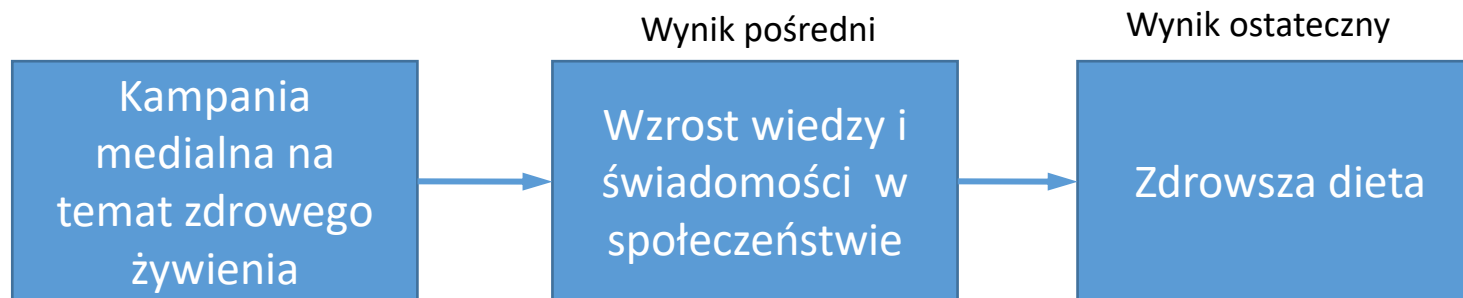 Wynik pośredni
Wynik ostateczny
Kampania
medialna na
temat zdrowego
żywienia
Wzrost wiedzy i
świadomości w
społeczeństwie
Zdrowsza dieta